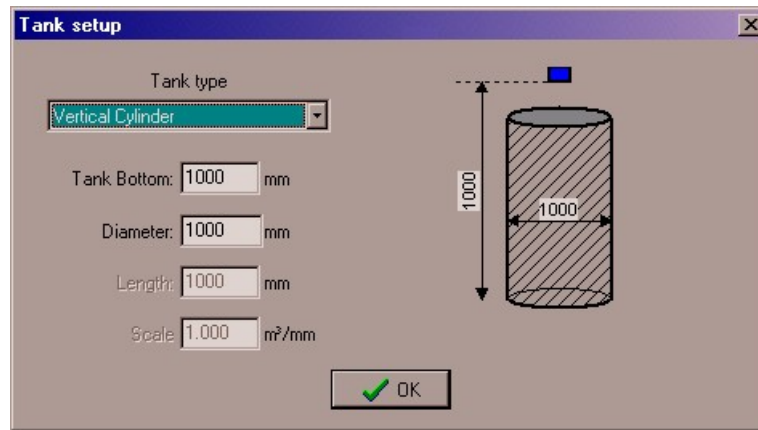 Tank setup
Tank type
Vertical Cylinder
Tank Bottom: 1000 mm
Diameter: 1000 mm
Length: 1000 mm
Scale 1.000 m³/mm
1000
1000
OK